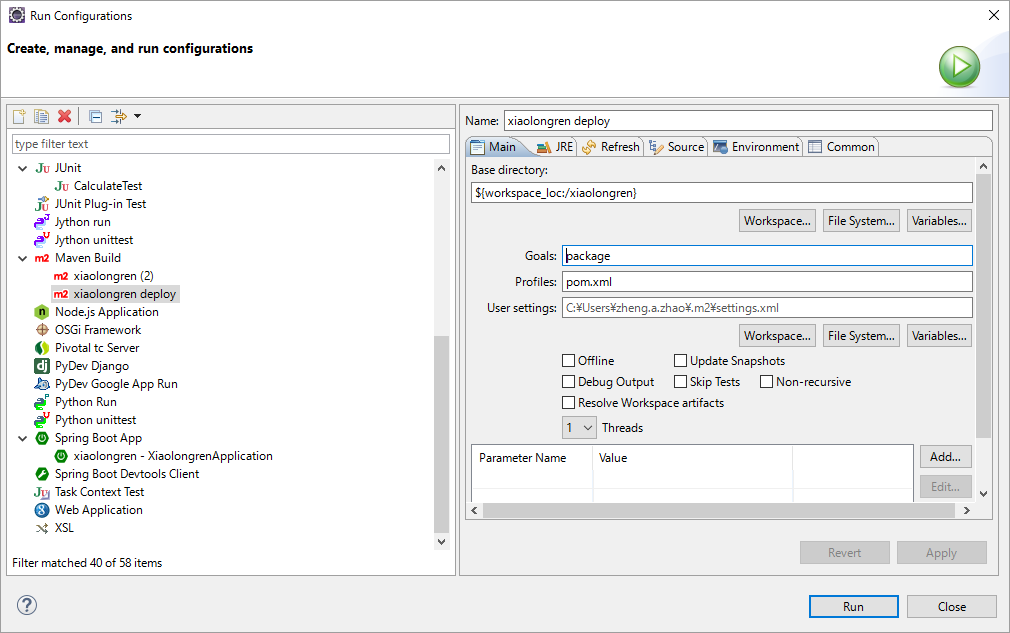 Run Configurations
Create, manage, and run configurations
type filter text
JUnit
CalculateTest
JUnit Plug-in Test
Jython run
Jython unittest
m2 Maven Build
m2 xiaolongren (2)
m2 xiaolongren deploy
Node.js Application
OSGi Framework
Pivotal tc Server
dj PyDev Django
PyDev Google App Run
Python Run
Python unittest
Spring Boot App
xiaolongren - XiaolongrenApplication
Spring Boot Devtools Client
Task Context Test
Web Application
XSL
Filter matched 40 of 58 items
Name: xiaolongren deploy
Main JRE Refresh Source Environment Common
Base directory:
${workspace_loc:/xiaolongren}
Workspace... File System... Variables...
Goals: package
Profiles: pom.xml
User settings: C:¥Users¥zheng.a.zhao¥.m2¥settings.xml
Workspace... File System... Variables...
Offline Update Snapshots
Debug Output Skip Tests Non-recursive
Resolve Workspace artifacts
1 Threads
Parameter Name Value Add...
Edit...
Revert Apply
? Run Close